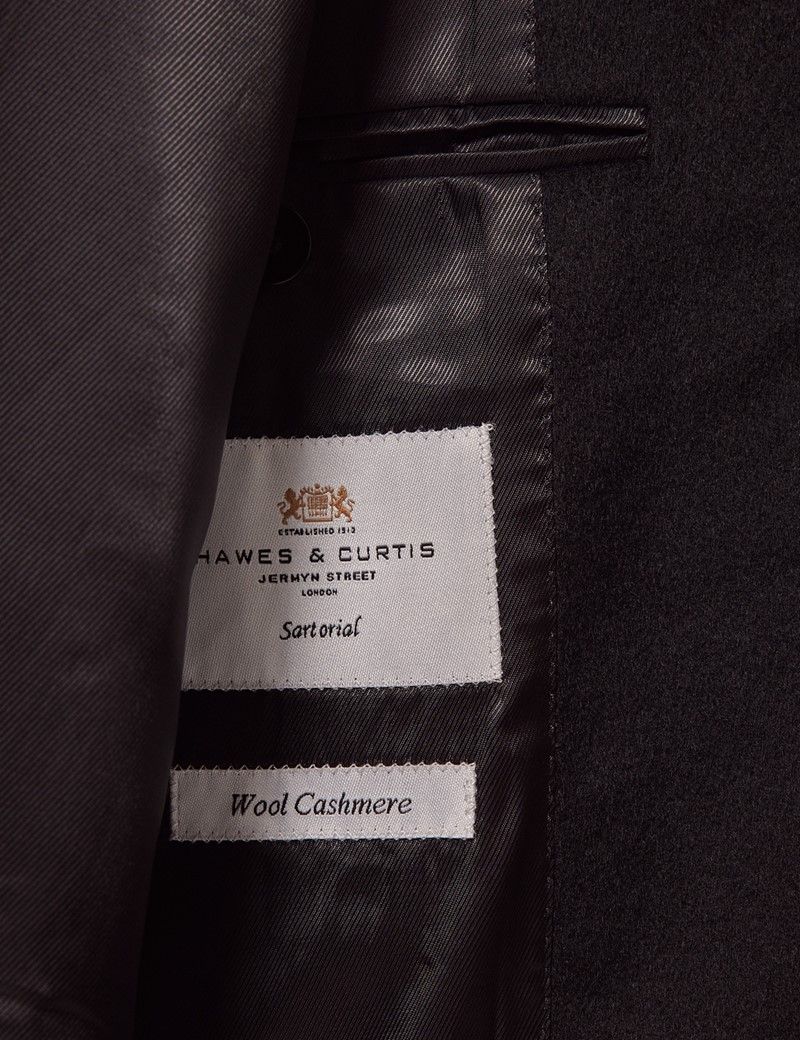 ESTABLISHED 1913
HAWES & CURTIS
JERMYN STREET
LONDON
Sartorial
Wool Cashmere